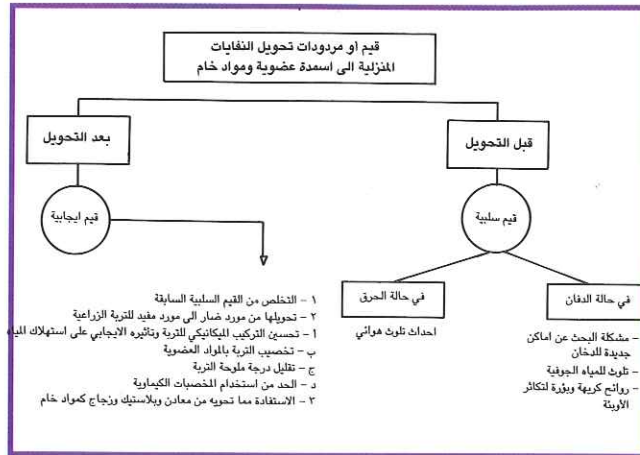 قيم او مردودات تحويل النفايات
المنزلية الى اسمدة عضوية ومواد خام
قبل التحويل
بعد التحويل
قيم سلبية
قيم ايجابية
في حالة الدفان
في حالة الحرق
– مشكلة البحث عن اماكن
جديدة للدخان
– تلوث للمياه الجوفية
– روائح كريهة وبؤرة لتكاثر
الأوبئة
احداث تلوث هوائي
١ – التخلص من القيم السلبية السابقة
٢ – تحويلها من مورد ضار الى مورد مفيد للتربة الزراعية
أ – تحسين التركيب الميكانيكي للتربة وتاثيره الايجابي على استهلاك المياه
ب – تخصيب التربة بالمواد العضوية
ج – تقليل درجة ملوحة التربة
د – الحد من استخدام المخصبات الكيماوية
٣ – الاستفادة مما تحويه من معادن وبلاستيك وزجاج كمواد خام